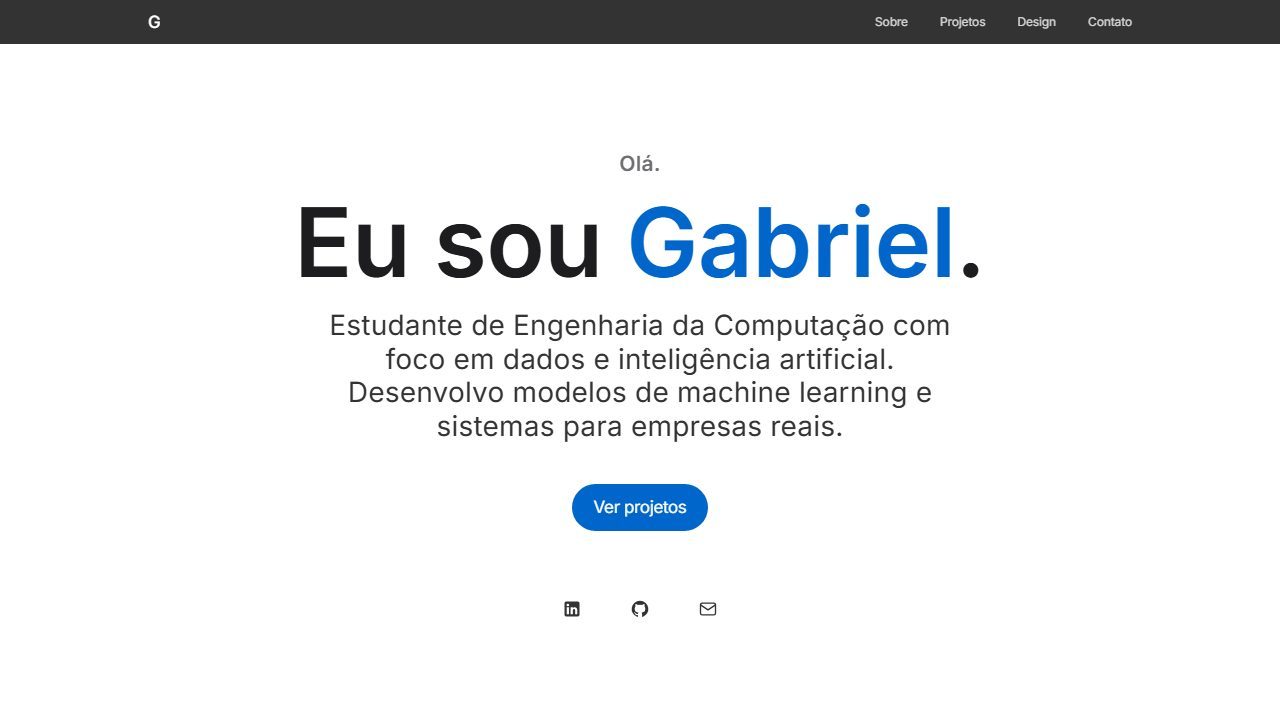 G
Sobre Projetos Design Contato
Olá.
Eu sou Gabriel.
Estudante de Engenharia da Computação com
foco em dados e inteligência artificial.
Desenvolvo modelos de machine learning e
sistemas para empresas reais.
Ver projetos
in